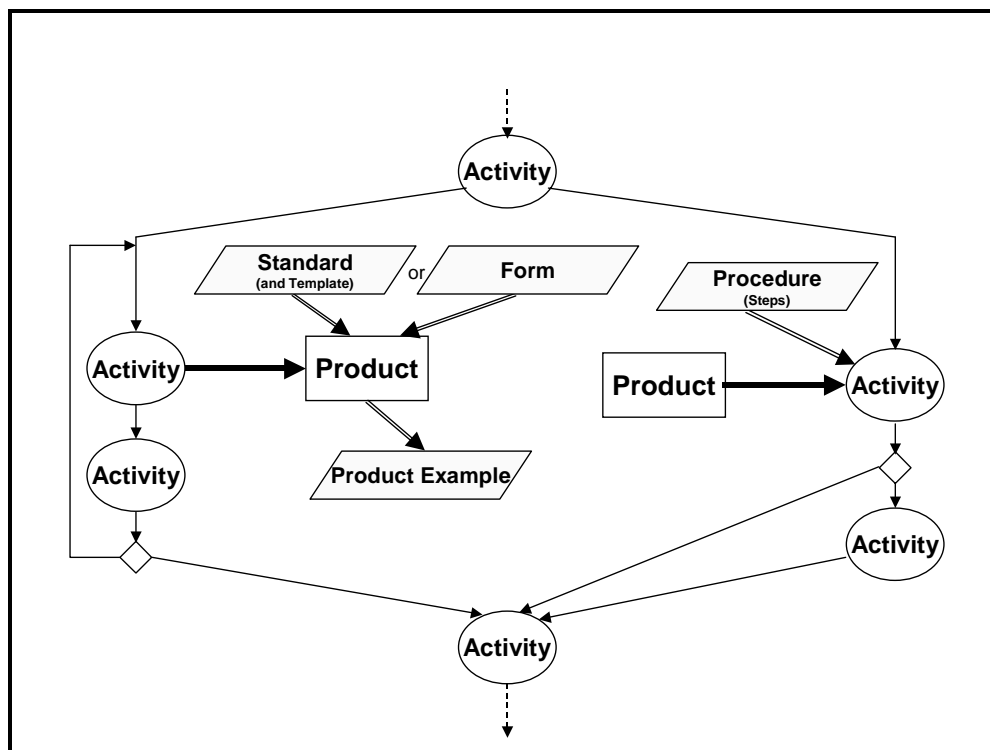 Activity
Standard
(and Template)
or
Form
Procedure
(Steps)
Activity
Product
Product
Activity
Activity
Product Example
Activity
Activity